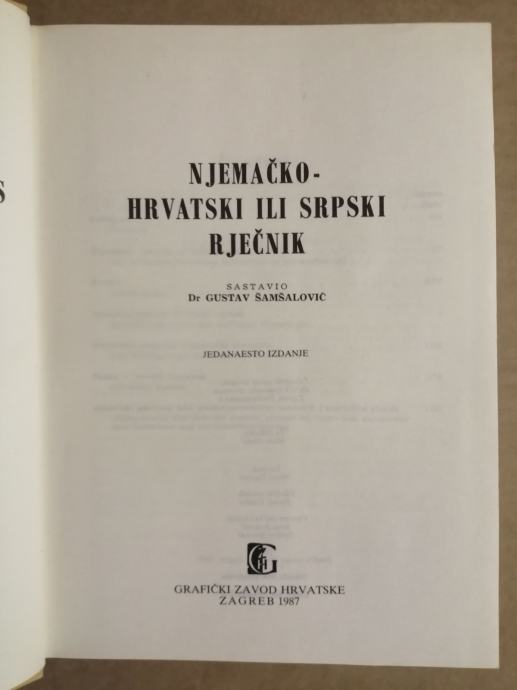 S
NJEMAČKO-
HRVATSKI ILI SRPSKI
RJEČNIK
SASTAVIO
Dr GUSTAV ŠAMŠALOVIĆ
JEDANAESTO IZDANJE
GRAFIČKI ZAVOD HRVATSKE
ZAGREB 1987